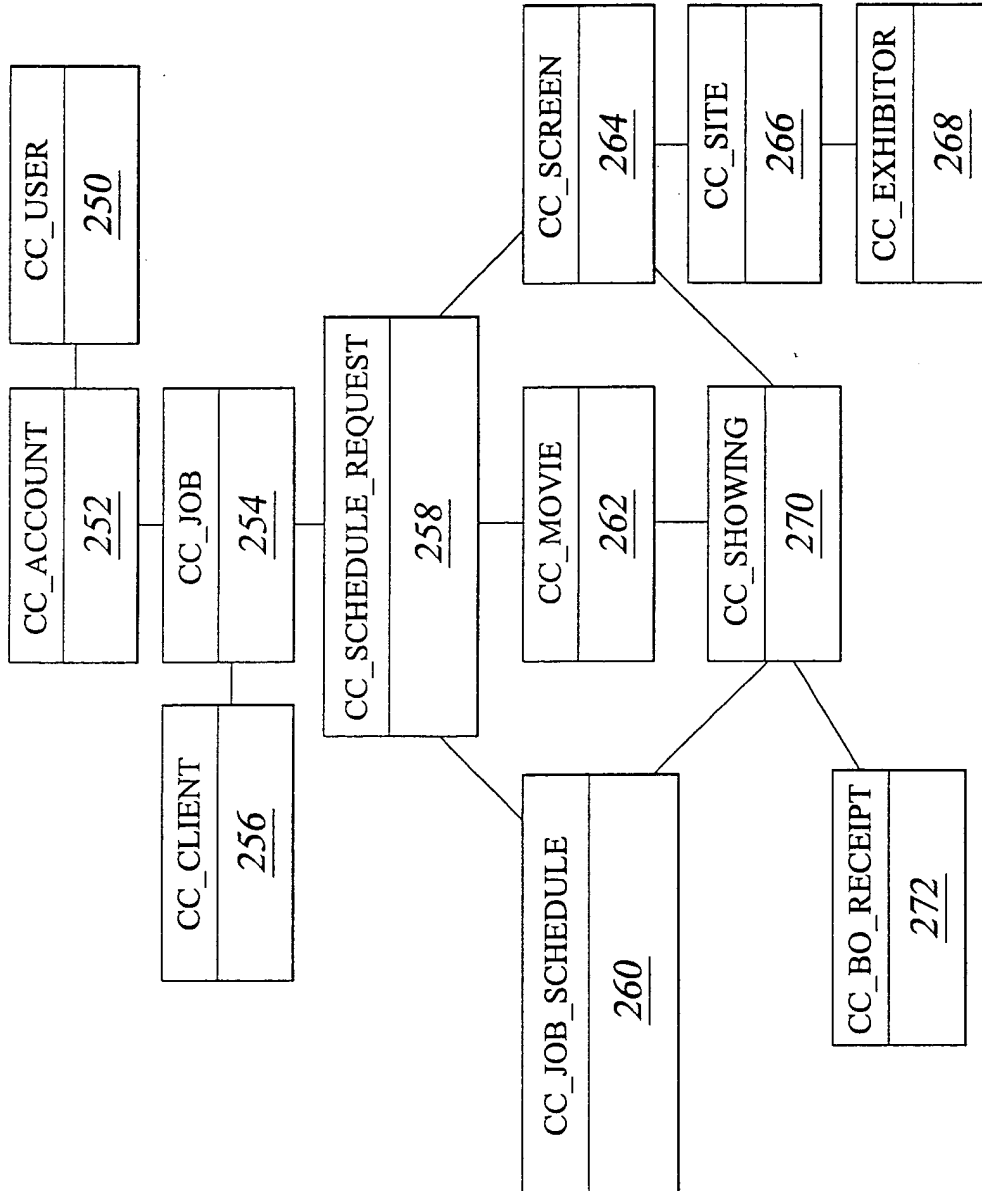 CC_USER
250
CC_ACCOUNT
252
CC_JOB
254
CC_CLIENT
256
CC_SCHEDULE_REQUEST
258
CC_JOB_SCHEDULE
260
CC_MOVIE
262
CC_SCREEN
264
CC_SITE
266
CC_EXHIBITOR
268
CC_SHOWING
270
CC_BO_RECEIPT
272